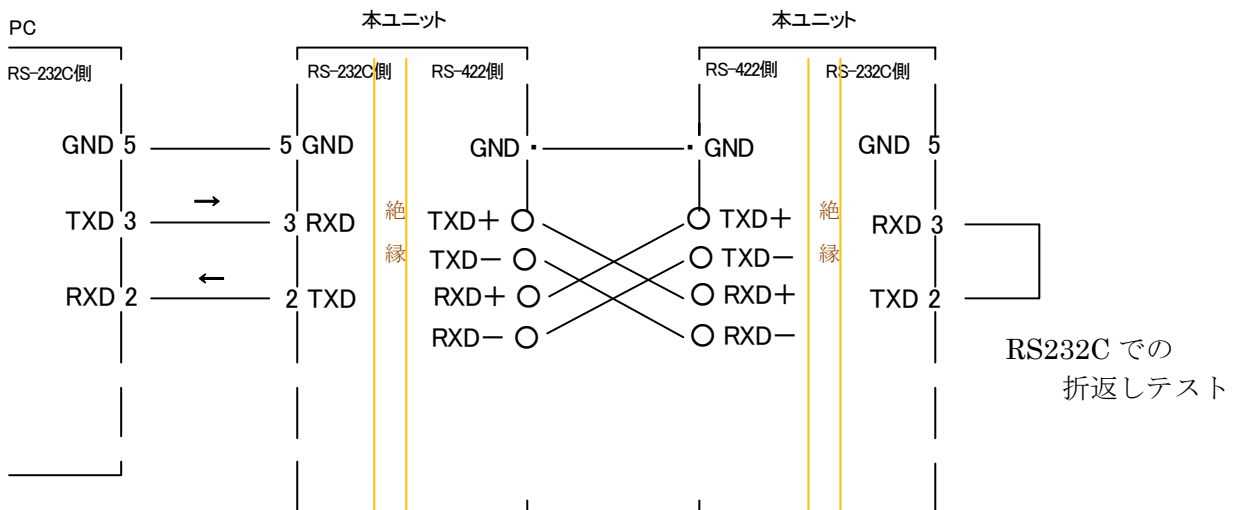 PC
本ユニット
本ユニット
RS-232C側
RS-232C側
RS-422側
RS-422側
RS-232C側
GND 5
5 GND
GND
GND
GND 5
→
TXD 3
3 RXD
絶縁
TXD+
TXD+
絶縁
RXD 3
TXD-
TXD-
←
RXD 2
2 TXD
RXD+
RXD+
TXD 2
RXD-
RXD-
RS232C での
折返しテスト